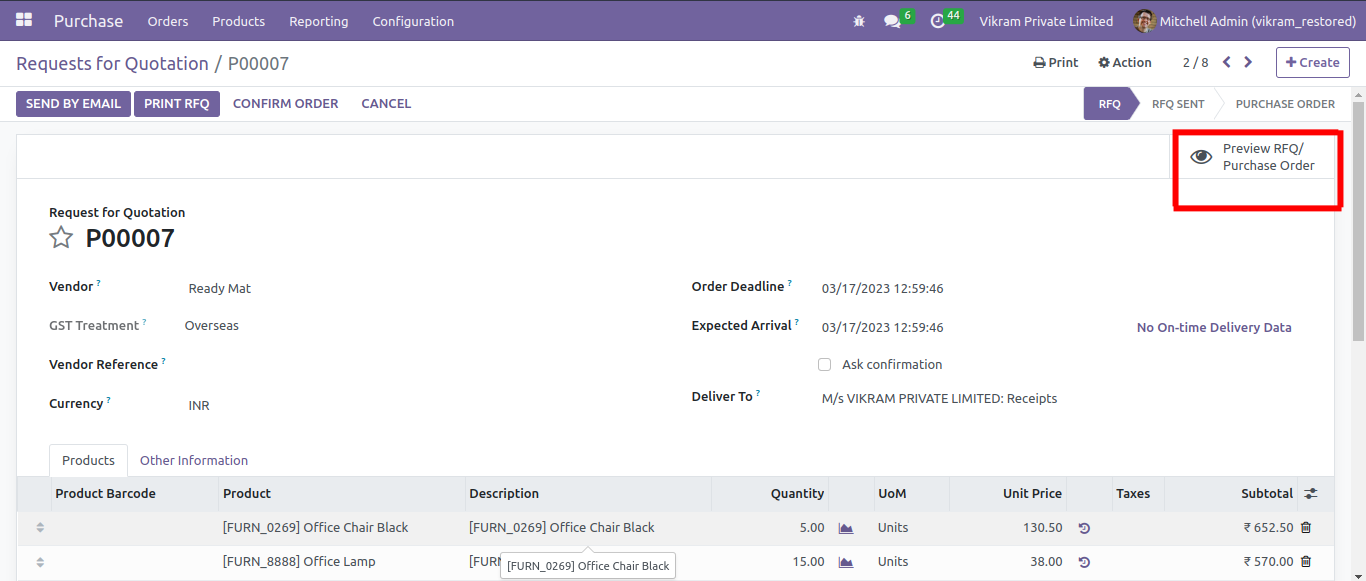 Purchase Orders Products Reporting Configuration 6 44 Vikram Private Limited Mitchell Admin (vikram_restored)
Requests for Quotation / P00007 Print Action 2 / 8 + Create
SEND BY EMAIL PRINT RFQ CONFIRM ORDER CANCEL RFQ RFQ SENT PURCHASE ORDER
Preview RFQ/
Purchase Order
Request for Quotation
P00007
Vendor ? Ready Mat Order Deadline ? 03/17/2023 12:59:46
GST Treatment ? Overseas Expected Arrival ? 03/17/2023 12:59:46 No On-time Delivery Data
Vendor Reference ? Ask confirmation
Currency ? INR Deliver To ? M/s VIKRAM PRIVATE LIMITED: Receipts
Products Other Information
Product Barcode Product Description Quantity UoM Unit Price Taxes Subtotal
[FURN_0269] Office Chair Black [FURN_0269] Office Chair Black 5.00 Units 130.50 ₹ 652.50
[FURN_8888] Office Lamp [FURN 15.00 Units 38.00 ₹ 570.00
[FURN_0269] Office Chair Black